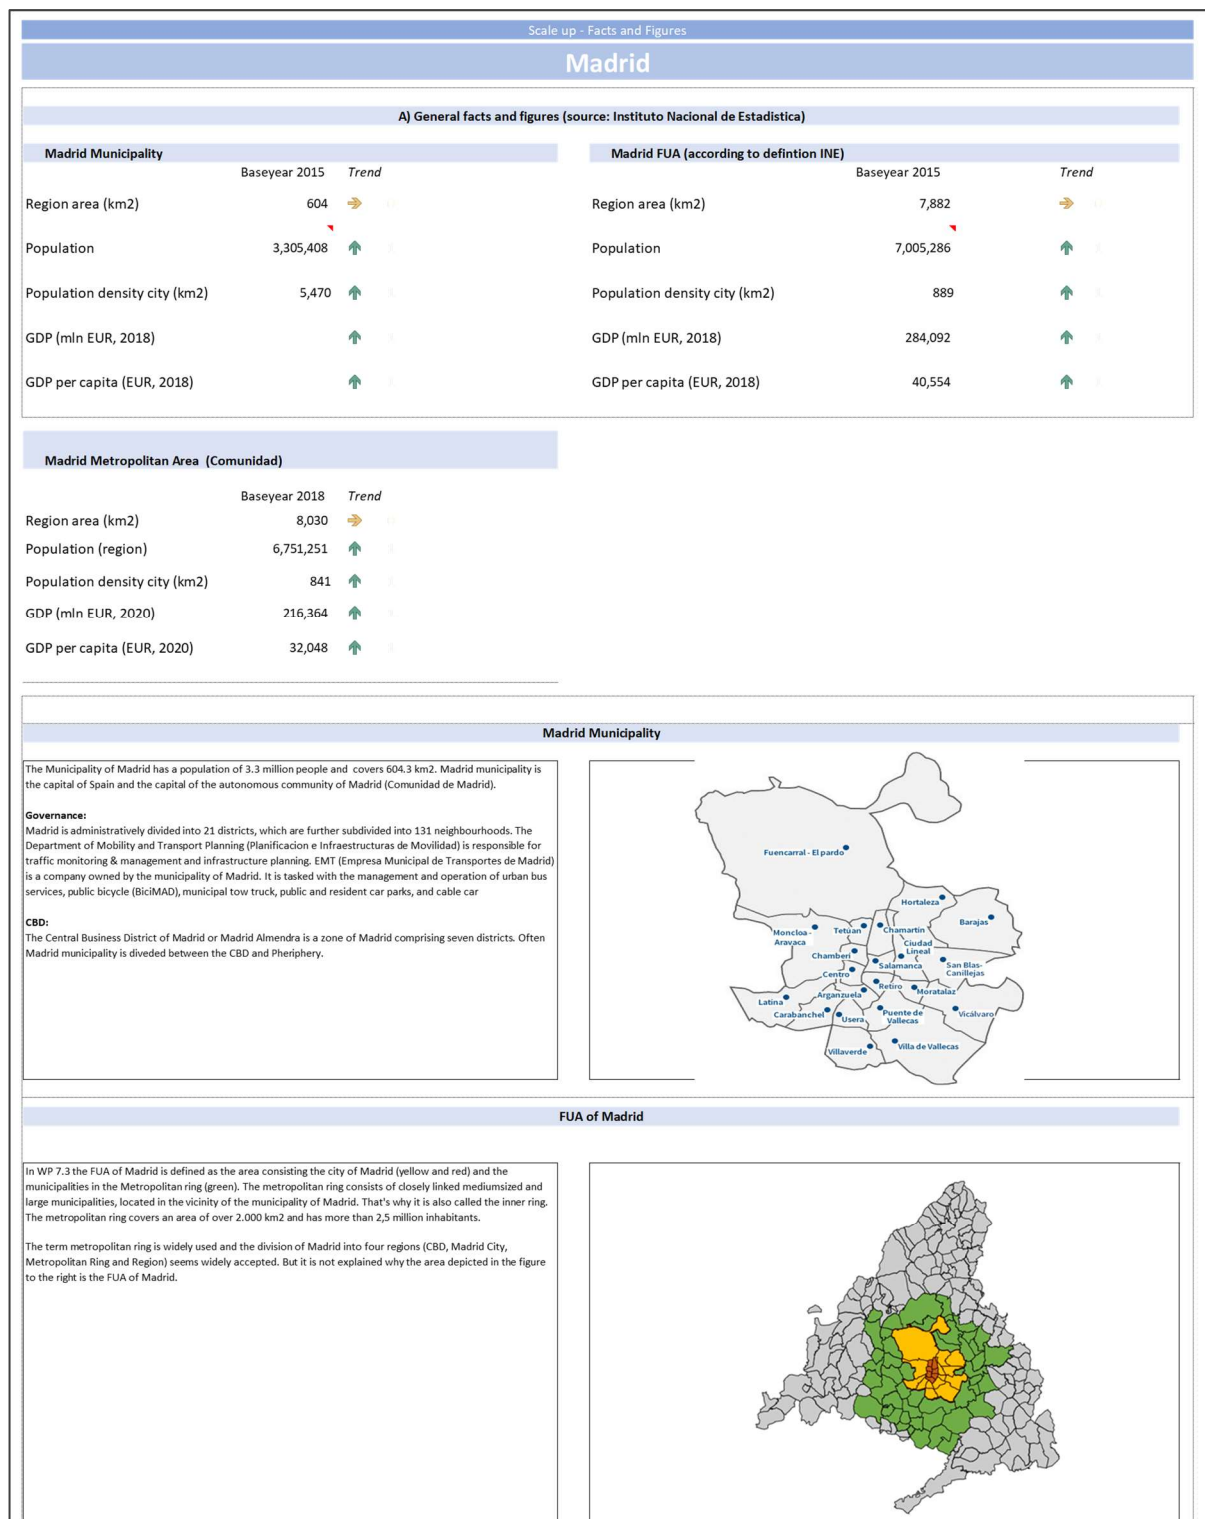 Scale up - Facts and Figures
Madrid
A) General facts and figures (source: Instituto Nacional de Estadistica)
Madrid Municipality
Baseyear 2015 Trend
Region area (km2) 604
Population 3,305,408
Population density city (km2) 5,470
GDP (mln EUR, 2018)
GDP per capita (EUR, 2018)
Madrid FUA (according to defintion INE)
Baseyear 2015 Trend
Region area (km2) 7,882
Population 7,005,286
Population density city (km2) 889
GDP (mln EUR, 2018) 284,092
GDP per capita (EUR, 2018) 40,554
Madrid Metropolitan Area (Comunidad)
Baseyear 2018 Trend
Region area (km2) 8,030
Population (region) 6,751,251
Population density city (km2) 841
GDP (mln EUR, 2020) 216,364
GDP per capita (EUR, 2020) 32,048
Madrid Municipality
The Municipality of Madrid has a population of 3.3 million people and covers 604.3 km2. Madrid municipality is
the capital of Spain and the capital of the autonomous community of Madrid (Comunidad de Madrid).
Governance:
Madrid is administratively divided into 21 districts, which are further subdivided into 131 neighbourhoods. The
Department of Mobility and Transport Planning (Planificacion e Infraestructuras de Movilidad) is responsible for
traffic monitoring & management and infrastructure planning. EMT (Empresa Municipal de Transportes de Madrid)
is a company owned by the municipality of Madrid. It is tasked with the management and operation of urban bus
services, public bicycle (BiciMAD), municipal tow truck, public and resident car parks, and cable car
CBD:
The Central Business District of Madrid or Madrid Almendra is a zone of Madrid comprising seven districts. Often
Madrid municipality is diveded between the CBD and Pheriphery.
Fuencarral - El pardo
Hortaleza
Barajas
Moncloa -
Aravaca
Tetuan
Chamartín
Ciudad
Lineal
Chamberi
Salamanca
San Blas-
Canillejas
Centro
Retiro
Moratalaz
Arganzuela
Latina
Carabanchel
Usera
Puente de
Vallecas
Vicálvaro
Villaverde
Villa de Vallecas
FUA of Madrid
In WP 7.3 the FUA of Madrid is defined as the area consisting the city of Madrid (yellow and red) and the
municipalities in the Metropolitan ring (green). The metropolitan ring consists of closely linked mediumsized and
large municipalities, located in the vicinity of the municipality of Madrid. That's why it is also called the inner ring.
The metropolitan ring covers an area of over 2.000 km2 and has more than 2,5 million inhabitants.
The term metropolitan ring is widely used and the division of Madrid into four regions (CBD, Madrid City,
Metropolitan Ring and Region) seems widely accepted. But it is not explained why the area depicted in the figure
to the right is the FUA of Madrid.